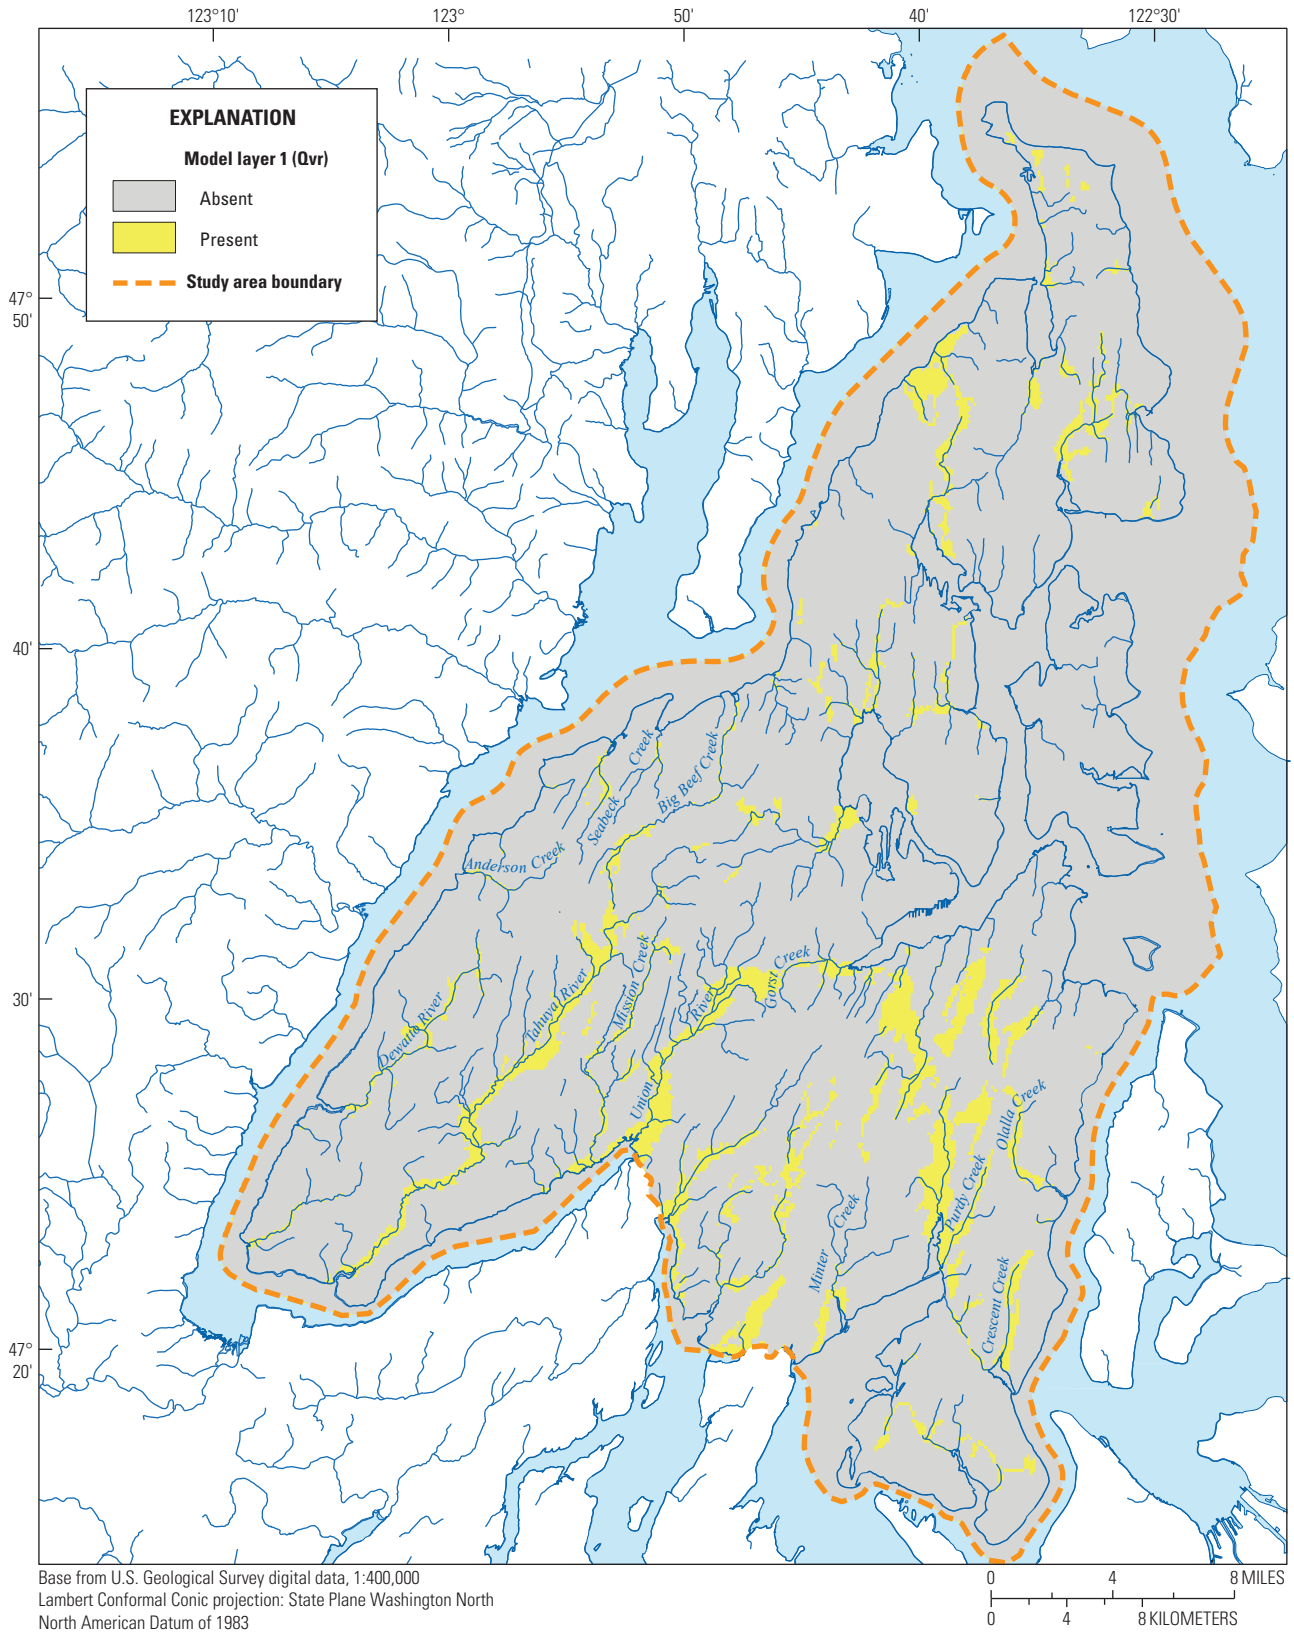 123°10'
123°
50'
40'
122°30'
EXPLANATION
Model layer 1 (Qvr)
Absent
Present
Study area boundary
47°
50'
40'
30'
47°
20'
Seabeck Creek
Big Beef Creek
Anderson Creek
Dewatto River
Tahuya River
Mission Creek
Union River
Gorst Creek
Olalla Creek
Purdy Creek
Minter Creek
Crescent Creek
Base from U.S. Geological Survey digital data, 1:400,000
Lambert Conformal Conic projection: State Plane Washington North
North American Datum of 1983
0 4 8 MILES
0 4 8 KILOMETERS